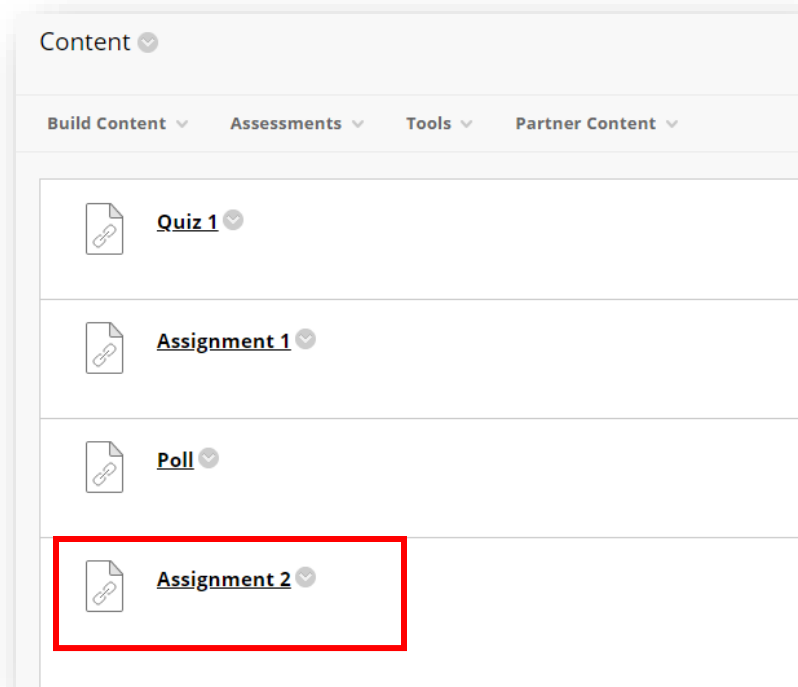 Content
Build Content Assessments Tools Partner Content
Quiz 1
Assignment 1
Poll
Assignment 2